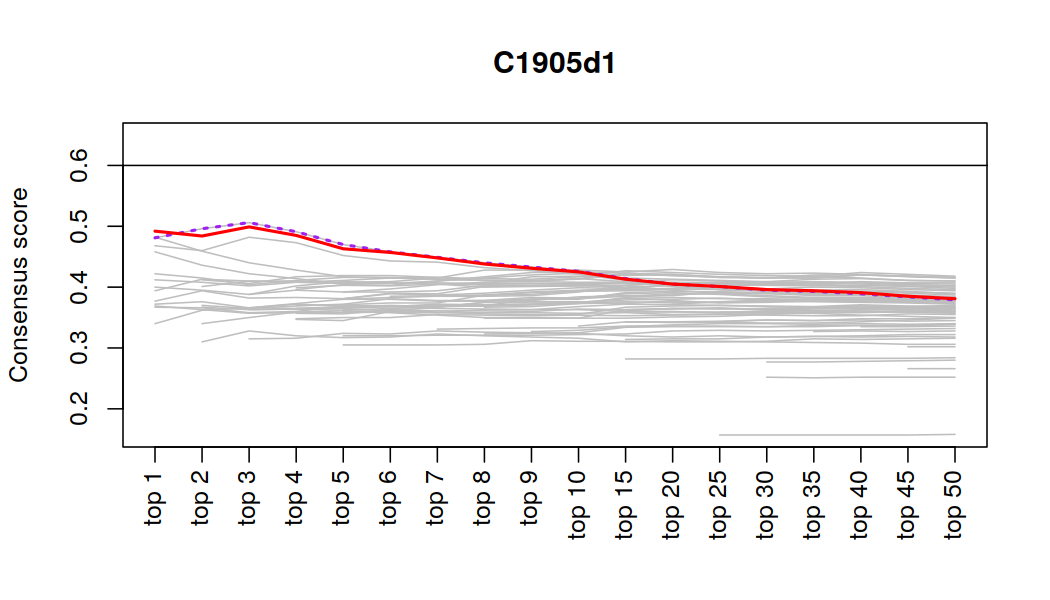 C1905d1
Consensus score
0.6
0.5
0.4
0.3
0.2
top 1
top 2
top 3
top 4
top 5
top 6
top 7
top 8
top 9
top 10
top 15
top 20
top 25
top 30
top 35
top 40
top 45
top 50